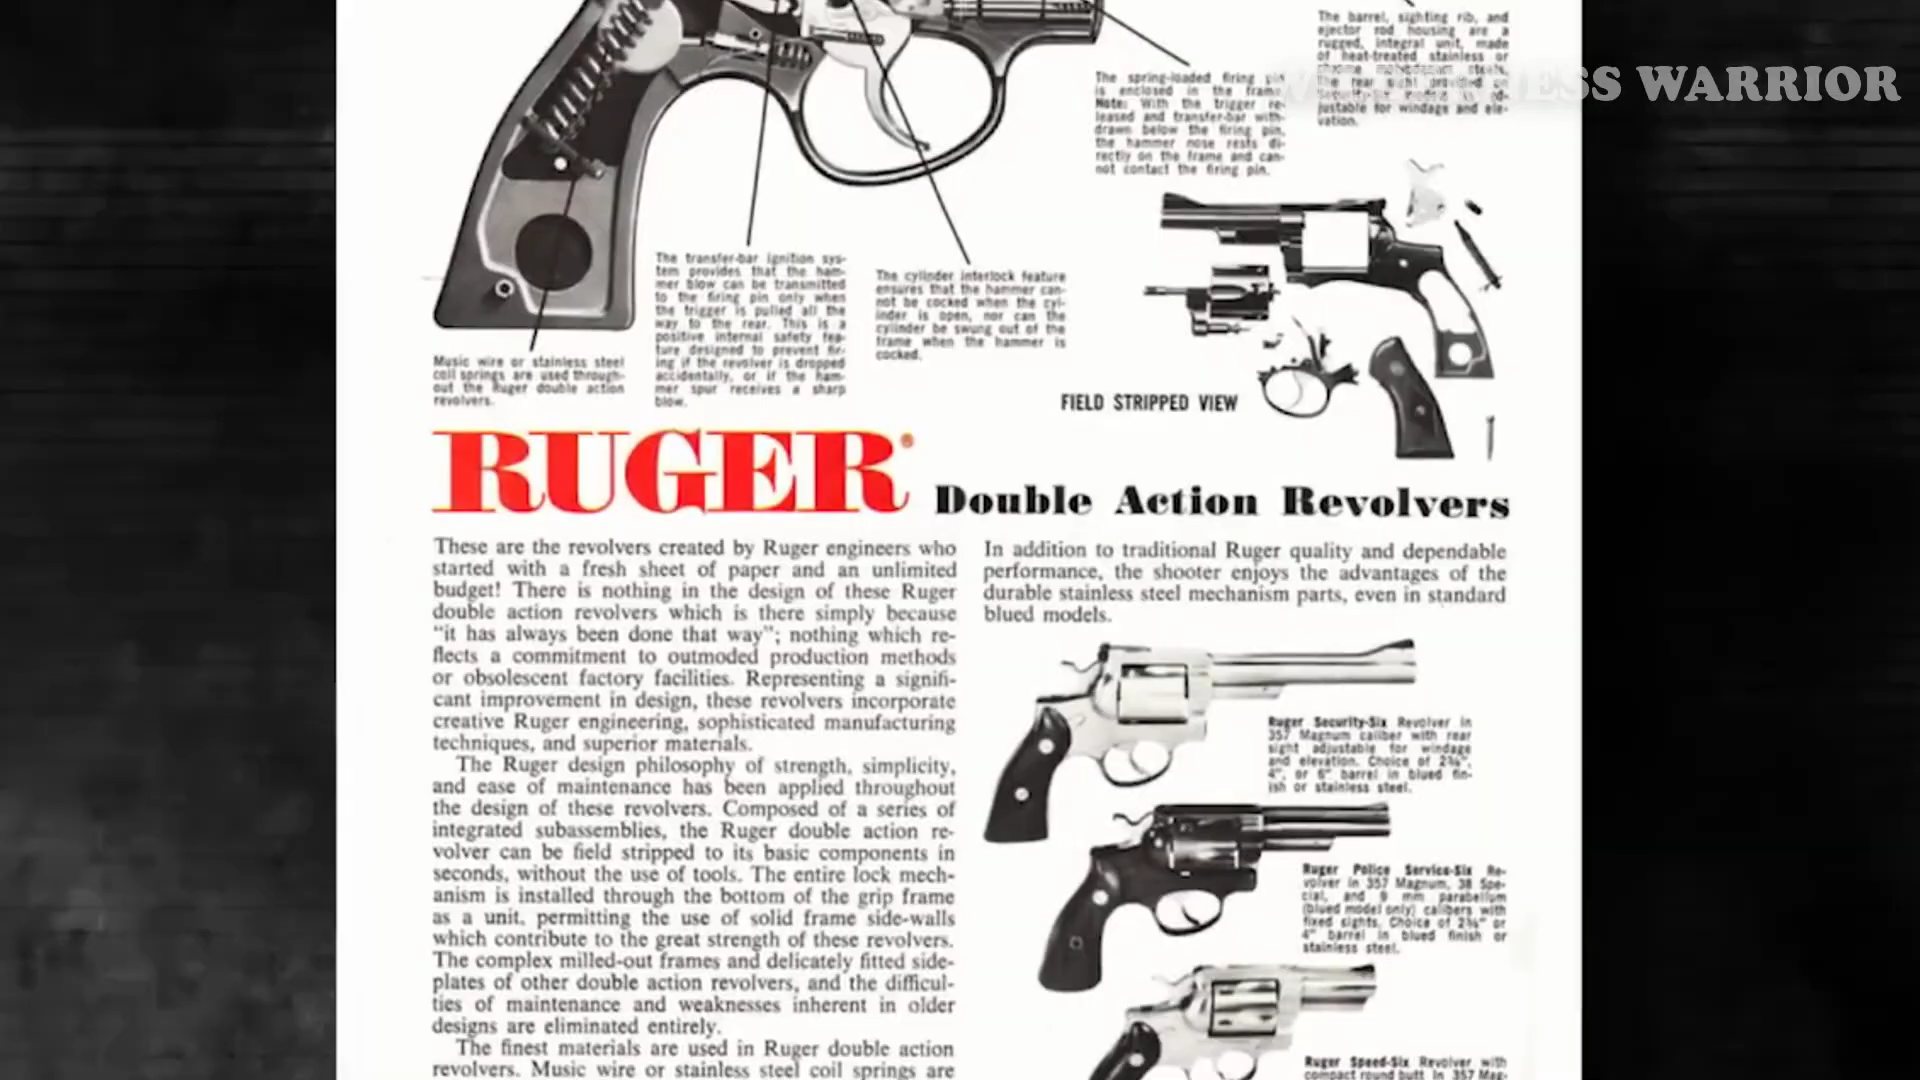 The barrel, sighting rib, and
ejector rod housing are a
rugged, integral unit, made
of heat-treated stainless or
chrome molybdenum steels.
The rear sight provided on
Security-Six models is ad-
justable for windage and ele-
vation.
NESS WARRIOR
The spring-loaded firing pin
is enclosed in the frame.
Note: With the trigger re-
leased and transfer-bar with-
drawn below the firing pin,
the hammer nose rests di-
rectly on the frame and can-
not contact the firing pin.
The transfer-bar ignition sys-
tem provides that the ham-
mer blow can be transmitted
to the firing pin only when
the trigger is pulled all the
way to the rear. This is a
positive internal safety fea-
ture designed to prevent fir-
ing if the revolver is dropped
accidentally, or if the ham-
mer spur receives a sharp
blow.
The cylinder interlock feature
ensures that the hammer can-
not be cocked when the cyl-
inder is open, nor can the
cylinder be swung out of the
frame when the hammer is
cocked.
Music wire or stainless steel
coil springs are used through-
out the Ruger double action
revolvers.
FIELD STRIPPED VIEW
RUGER® Double Action Revolvers
These are the revolvers created by Ruger engineers who
started with a fresh sheet of paper and an unlimited
budget! There is nothing in the design of these Ruger
double action revolvers which is there simply because
"it has always been done that way"; nothing which re-
flects a commitment to outmoded production methods
or obsolescent factory facilities. Representing a signifi-
cant improvement in design, these revolvers incorporate
creative Ruger engineering, sophisticated manufacturing
techniques, and superior materials.
The Ruger design philosophy of strength, simplicity,
and ease of maintenance has been applied throughout
the design of these revolvers. Composed of a series of
integrated subassemblies, the Ruger double action re-
volver can be field stripped to its basic components in
seconds, without the use of tools. The entire lock mech-
anism is installed through the bottom of the grip frame
as a unit, permitting the use of solid frame side-walls
which contribute to the great strength of these revolvers.
The complex milled-out frames and delicately fitted side-
plates of other double action revolvers, and the difficul-
ties of maintenance and weaknesses inherent in older
designs are eliminated entirely.
The finest materials are used in Ruger double action
revolvers. Music wire or stainless steel coil springs are
In addition to traditional Ruger quality and dependable
performance, the shooter enjoys the advantages of the
durable stainless steel mechanism parts, even in standard
blued models.
Ruger Security-Six Revolver in
357 Magnum caliber with rear
sight adjustable for windage
and elevation. Choice of 2¾",
4", or 6" barrel in blued fin-
ish or stainless steel.
Ruger Police Service-Six Re-
volver in 357 Magnum, 38 Spe-
cial, and 9 mm parabellum
(blued model only) calibers with
fixed sights. Choice of 2¾" or
4" barrel in blued finish or
stainless steel.
Ruger Speed-Six Revolver with
compact round butt. In 357 Mag-